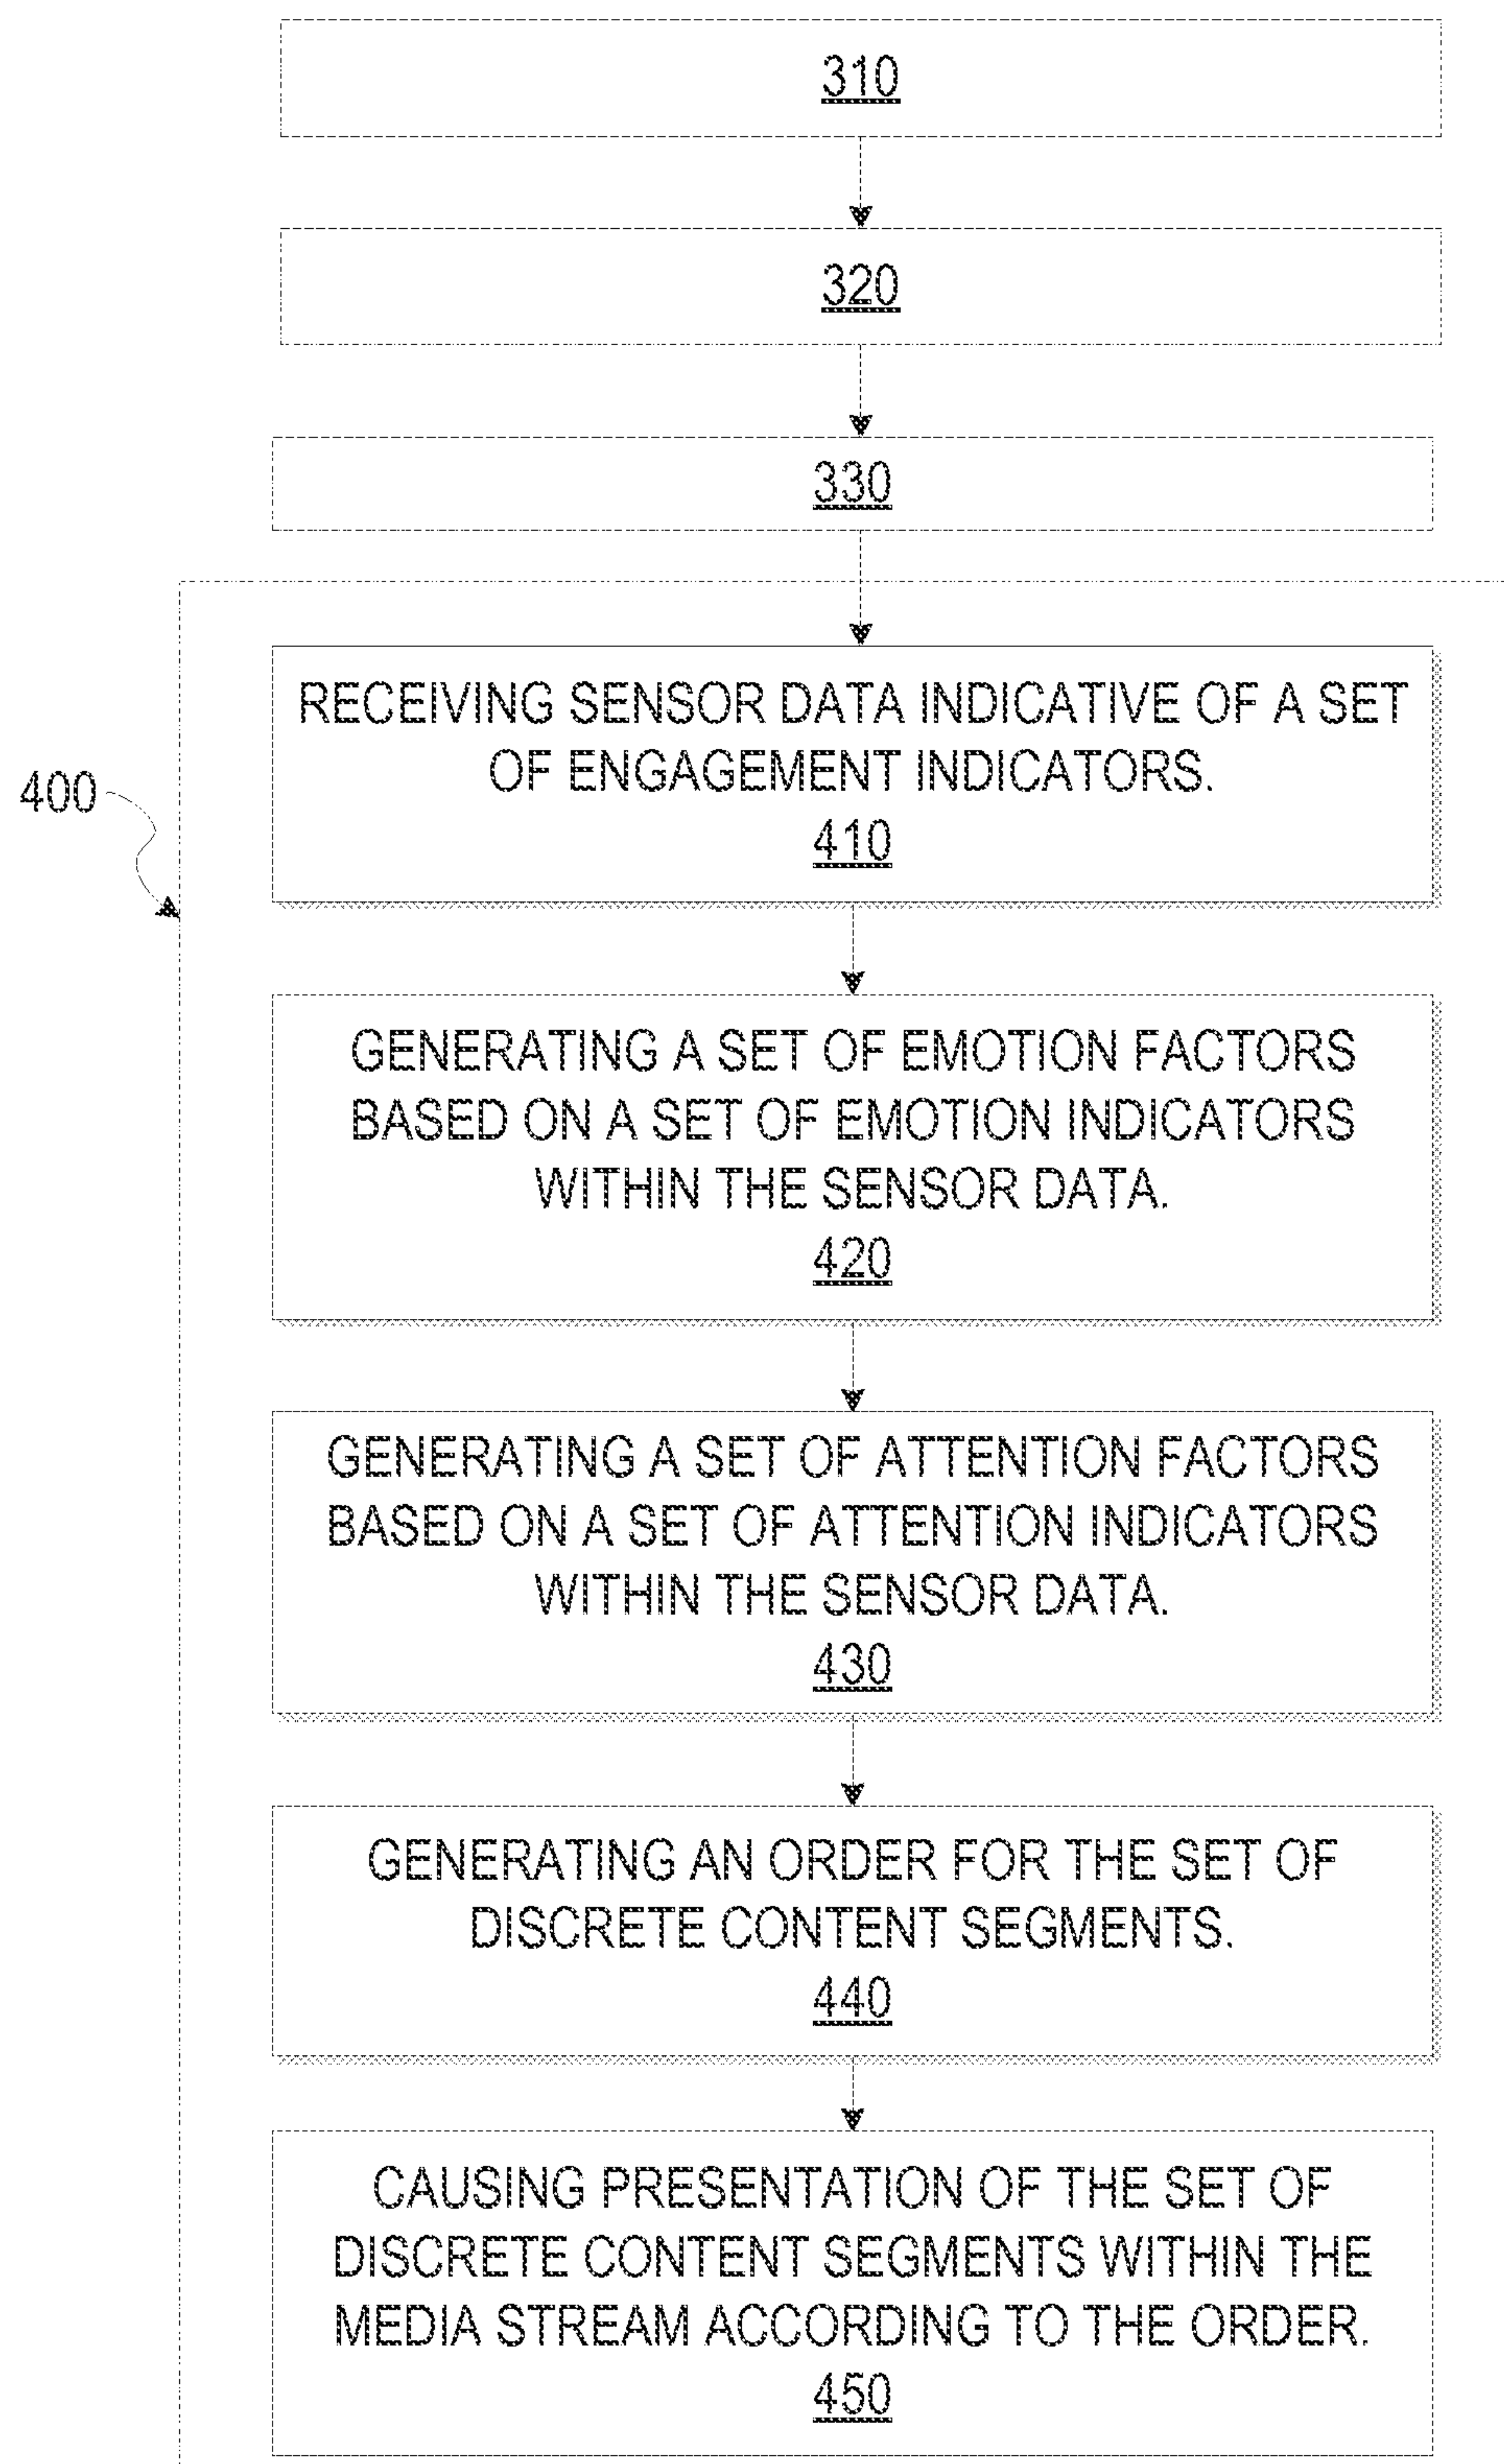 310
320
330
400
RECEIVING SENSOR DATA INDICATIVE OF A SET
OF ENGAGEMENT INDICATORS.
410
GENERATING A SET OF EMOTION FACTORS
BASED ON A SET OF EMOTION INDICATORS
WITHIN THE SENSOR DATA.
420
GENERATING A SET OF ATTENTION FACTORS
BASED ON A SET OF ATTENTION INDICATORS
WITHIN THE SENSOR DATA.
430
GENERATING AN ORDER FOR THE SET OF
DISCRETE CONTENT SEGMENTS.
440
CAUSING PRESENTATION OF THE SET OF
DISCRETE CONTENT SEGMENTS WITHIN THE
MEDIA STREAM ACCORDING TO THE ORDER.
450